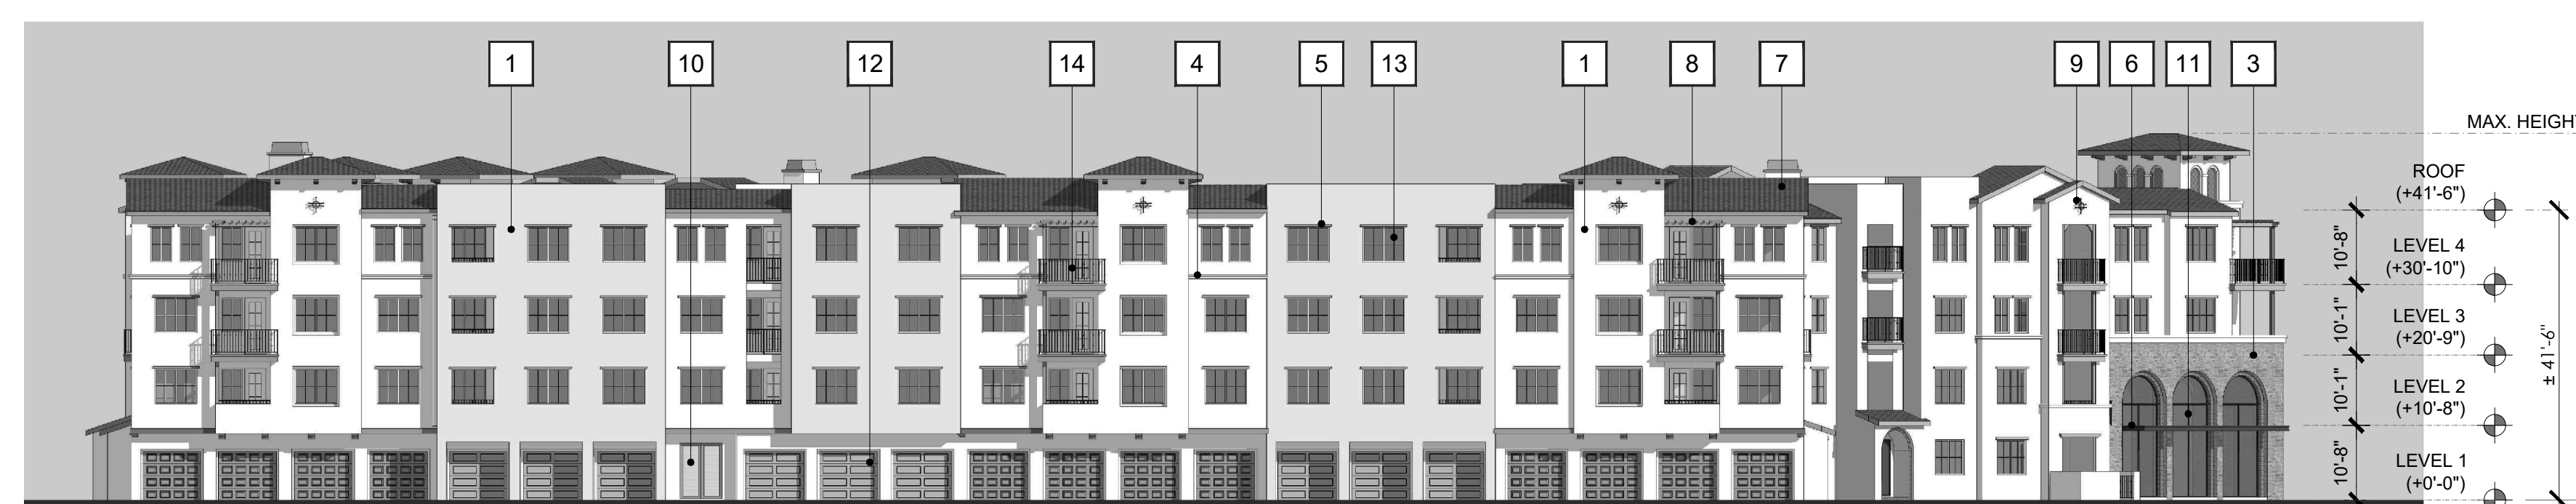 1 10 12 14 4 5 13 1 8 7 9 6 11 3
MAX. HEIGH
ROOF
(+41'-6")
10'-8"
LEVEL 4
(+30'-10")
10'-1"
LEVEL 3
(+20'-9")
± 41'-6"
10'-1"
LEVEL 2
(+10'-8")
10'-8"
LEVEL 1
(+0'-0")